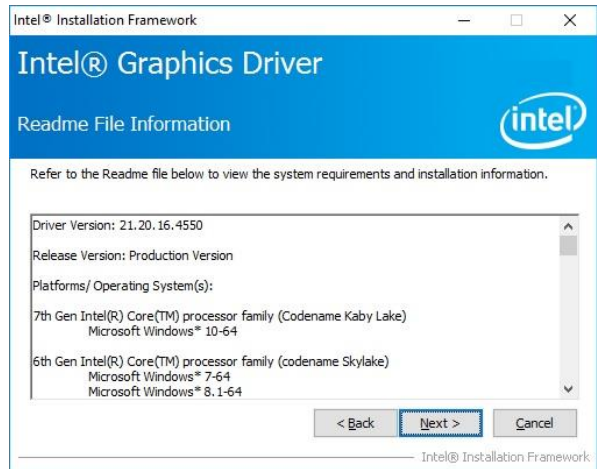 Intel® Installation Framework
Intel® Graphics Driver
Readme File Information
intel
Refer to the Readme file below to view the system requirements and installation information.
Driver Version: 21.20.16.4550
Release Version: Production Version
Platforms/ Operating System(s):
7th Gen Intel(R) Core(TM) processor family (Codename Kaby Lake)
Microsoft Windows* 10-64
6th Gen Intel(R) Core(TM) processor family (codename Skylake)
Microsoft Windows* 7-64
Microsoft Windows* 8.1-64
< Back Next > Cancel
Intel® Installation Framework